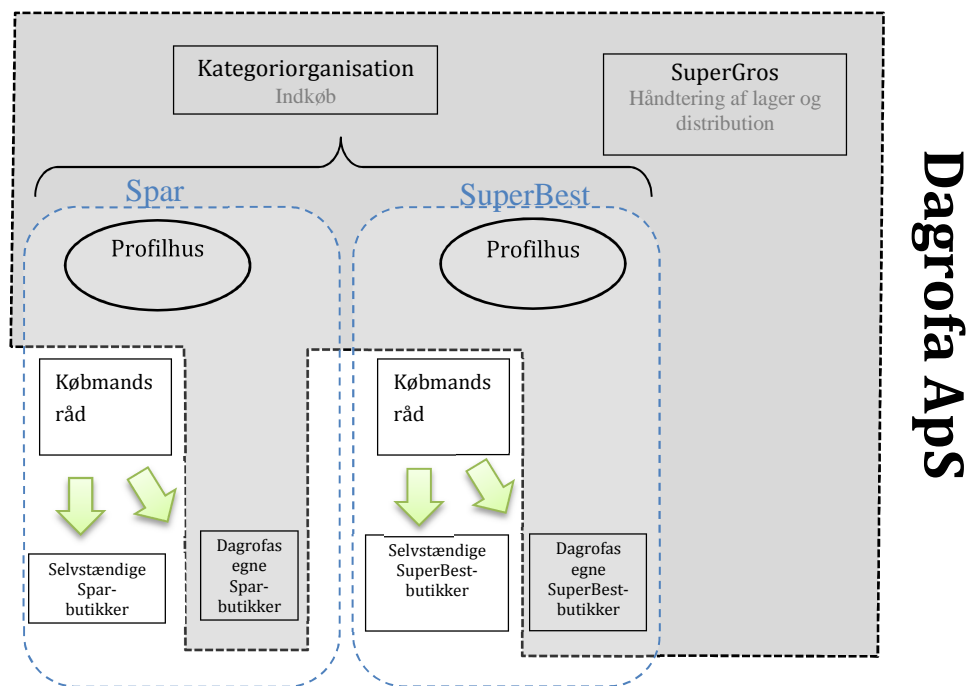 Kategoriorganisation
Indkøb
SuperGros
Håndtering af lager og
distribution
Dagrofa ApS
Spar
SuperBest
Profilhus
Profilhus
Købmands
råd
Købmands
råd
Selvstændige
Spar-
butikker
Dagrofas
egne
Spar-
butikker
Selvstændige
SuperBest-
butikker
Dagrofas
egne
SuperBest-
butikker